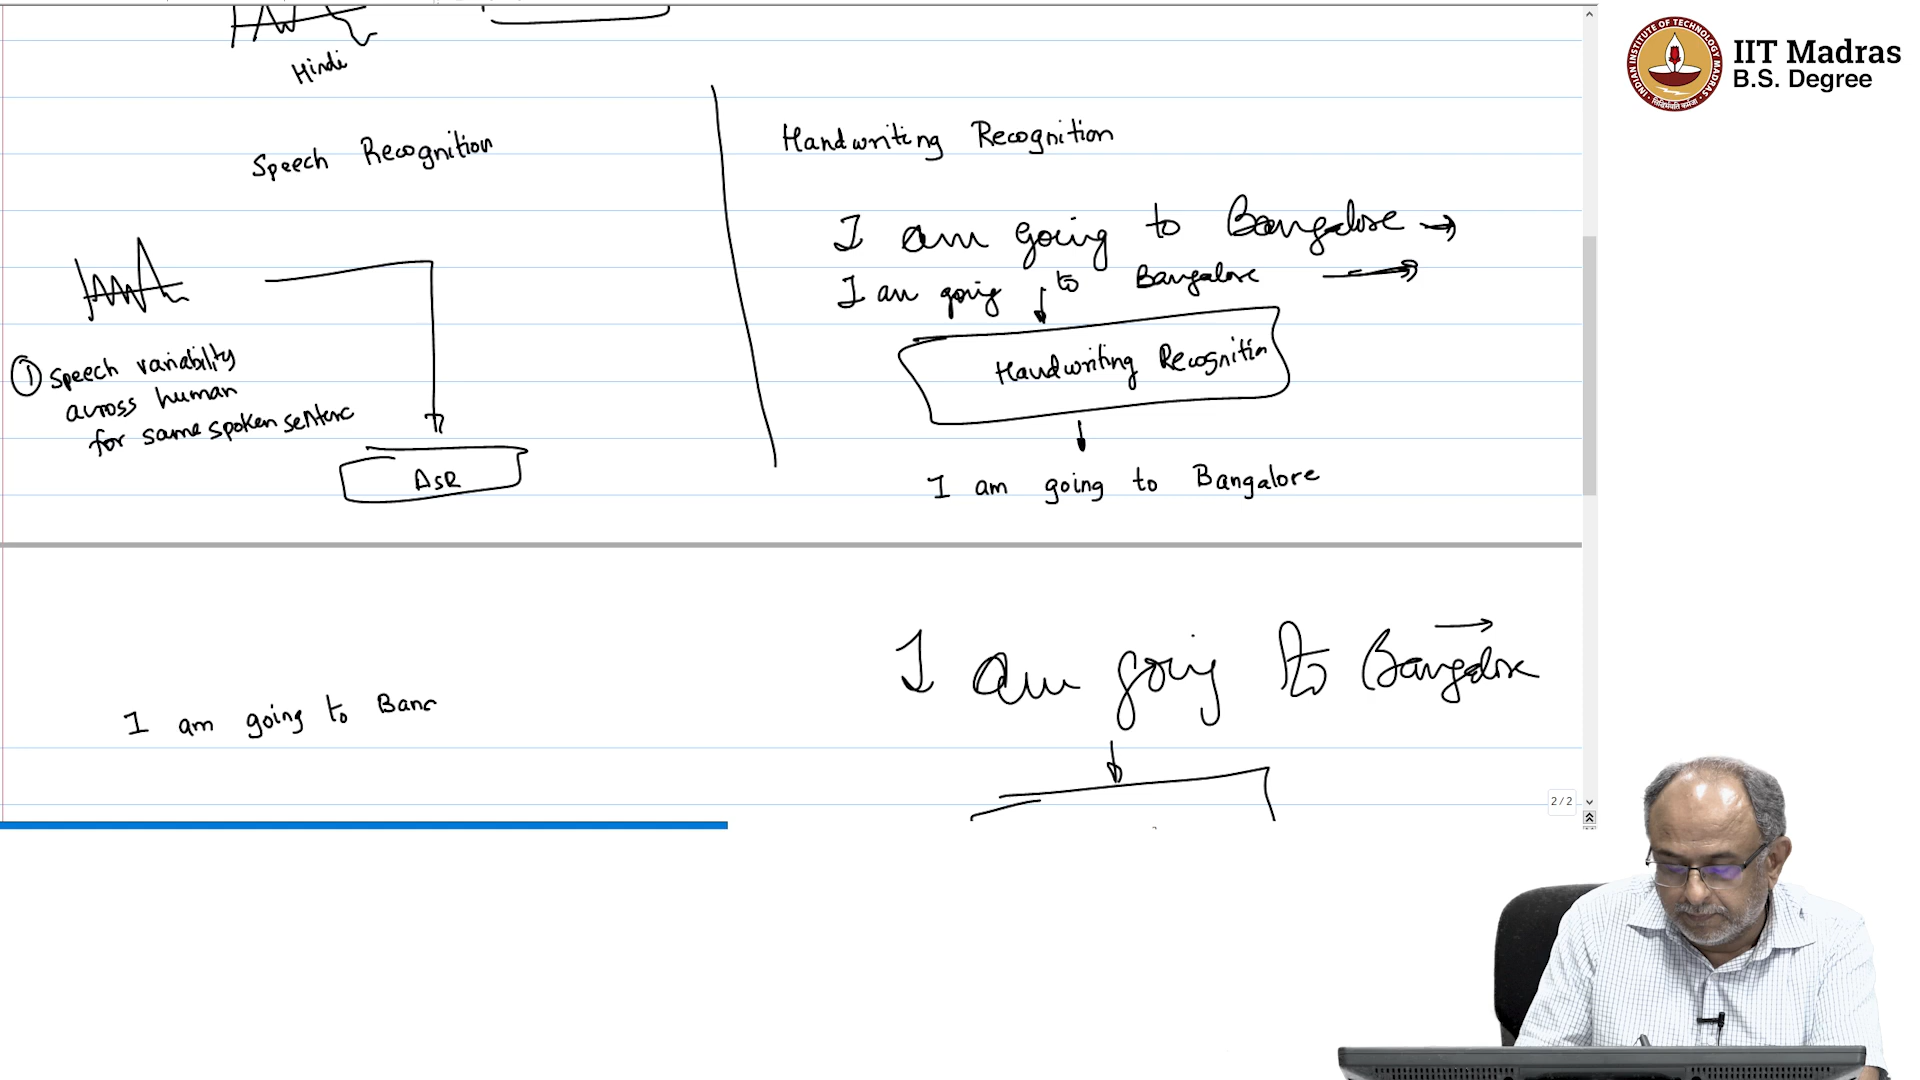 IIT Madras
B.S. Degree
Hindi
Speech Recognition
① Speech variability
across human
for same spoken sentenc
ASR
I am going to Banc
Handwriting Recognition
I am going to Bangalore →
I am going to Bangalore →
Handwriting Recognitin
I am going to Bangalore
I am going to Bangalore
2/2